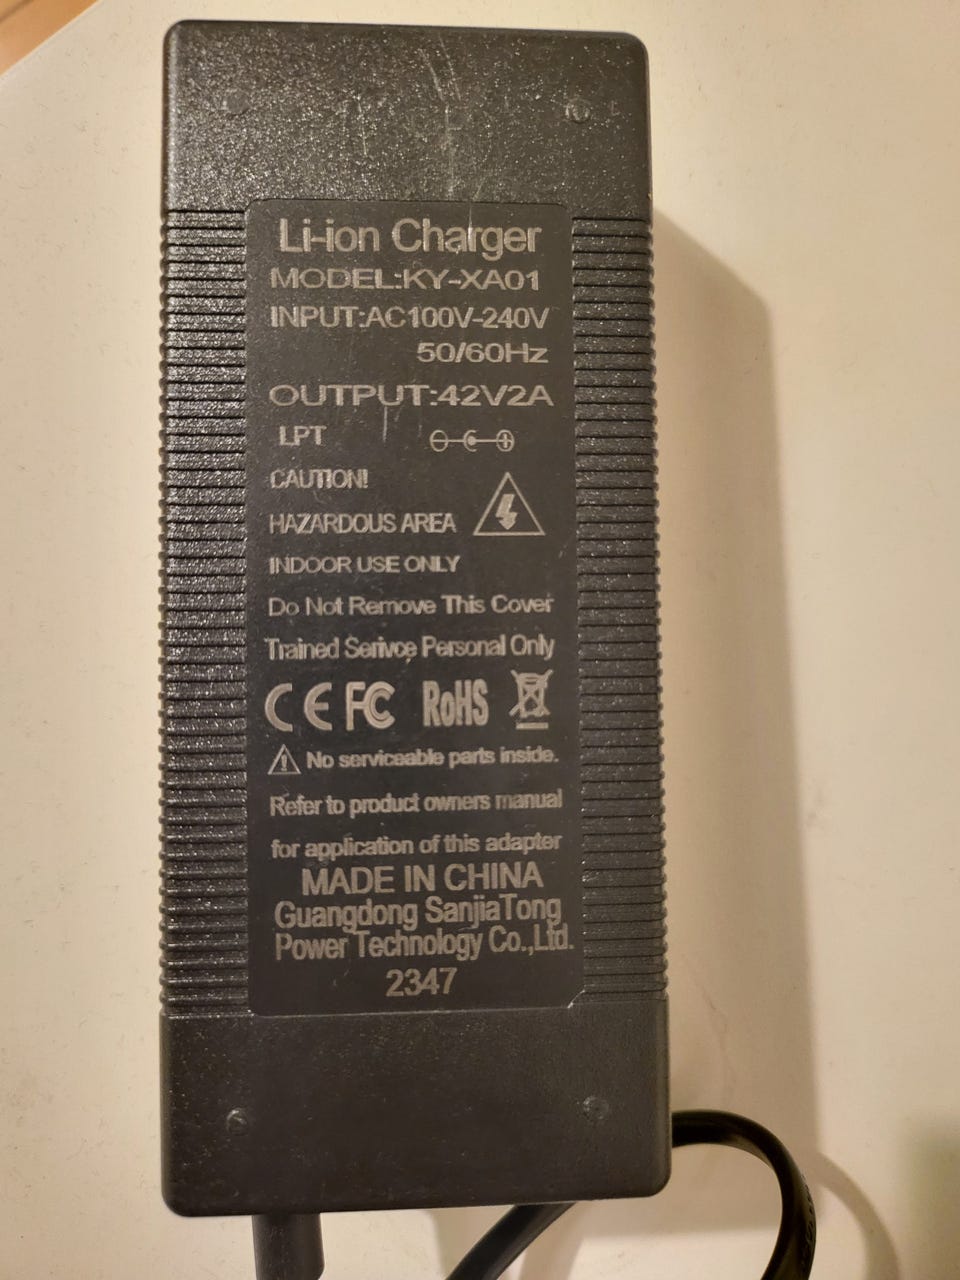 Li-ion Charger
MODEL:KY-XA01
INPUT:AC100V-240V
50/60Hz
OUTPUT:42V2A
LPT
CAUTION!
HAZARDOUS AREA
INDOOR USE ONLY
Do Not Remove This Cover
Trained Serivce Personal Only
CE FC RoHS
No serviceable parts inside.
Refer to product owners manual
for application of this adapter
MADE IN CHINA
Guangdong SanjiaTong
Power Technology Co.,Ltd.
2347